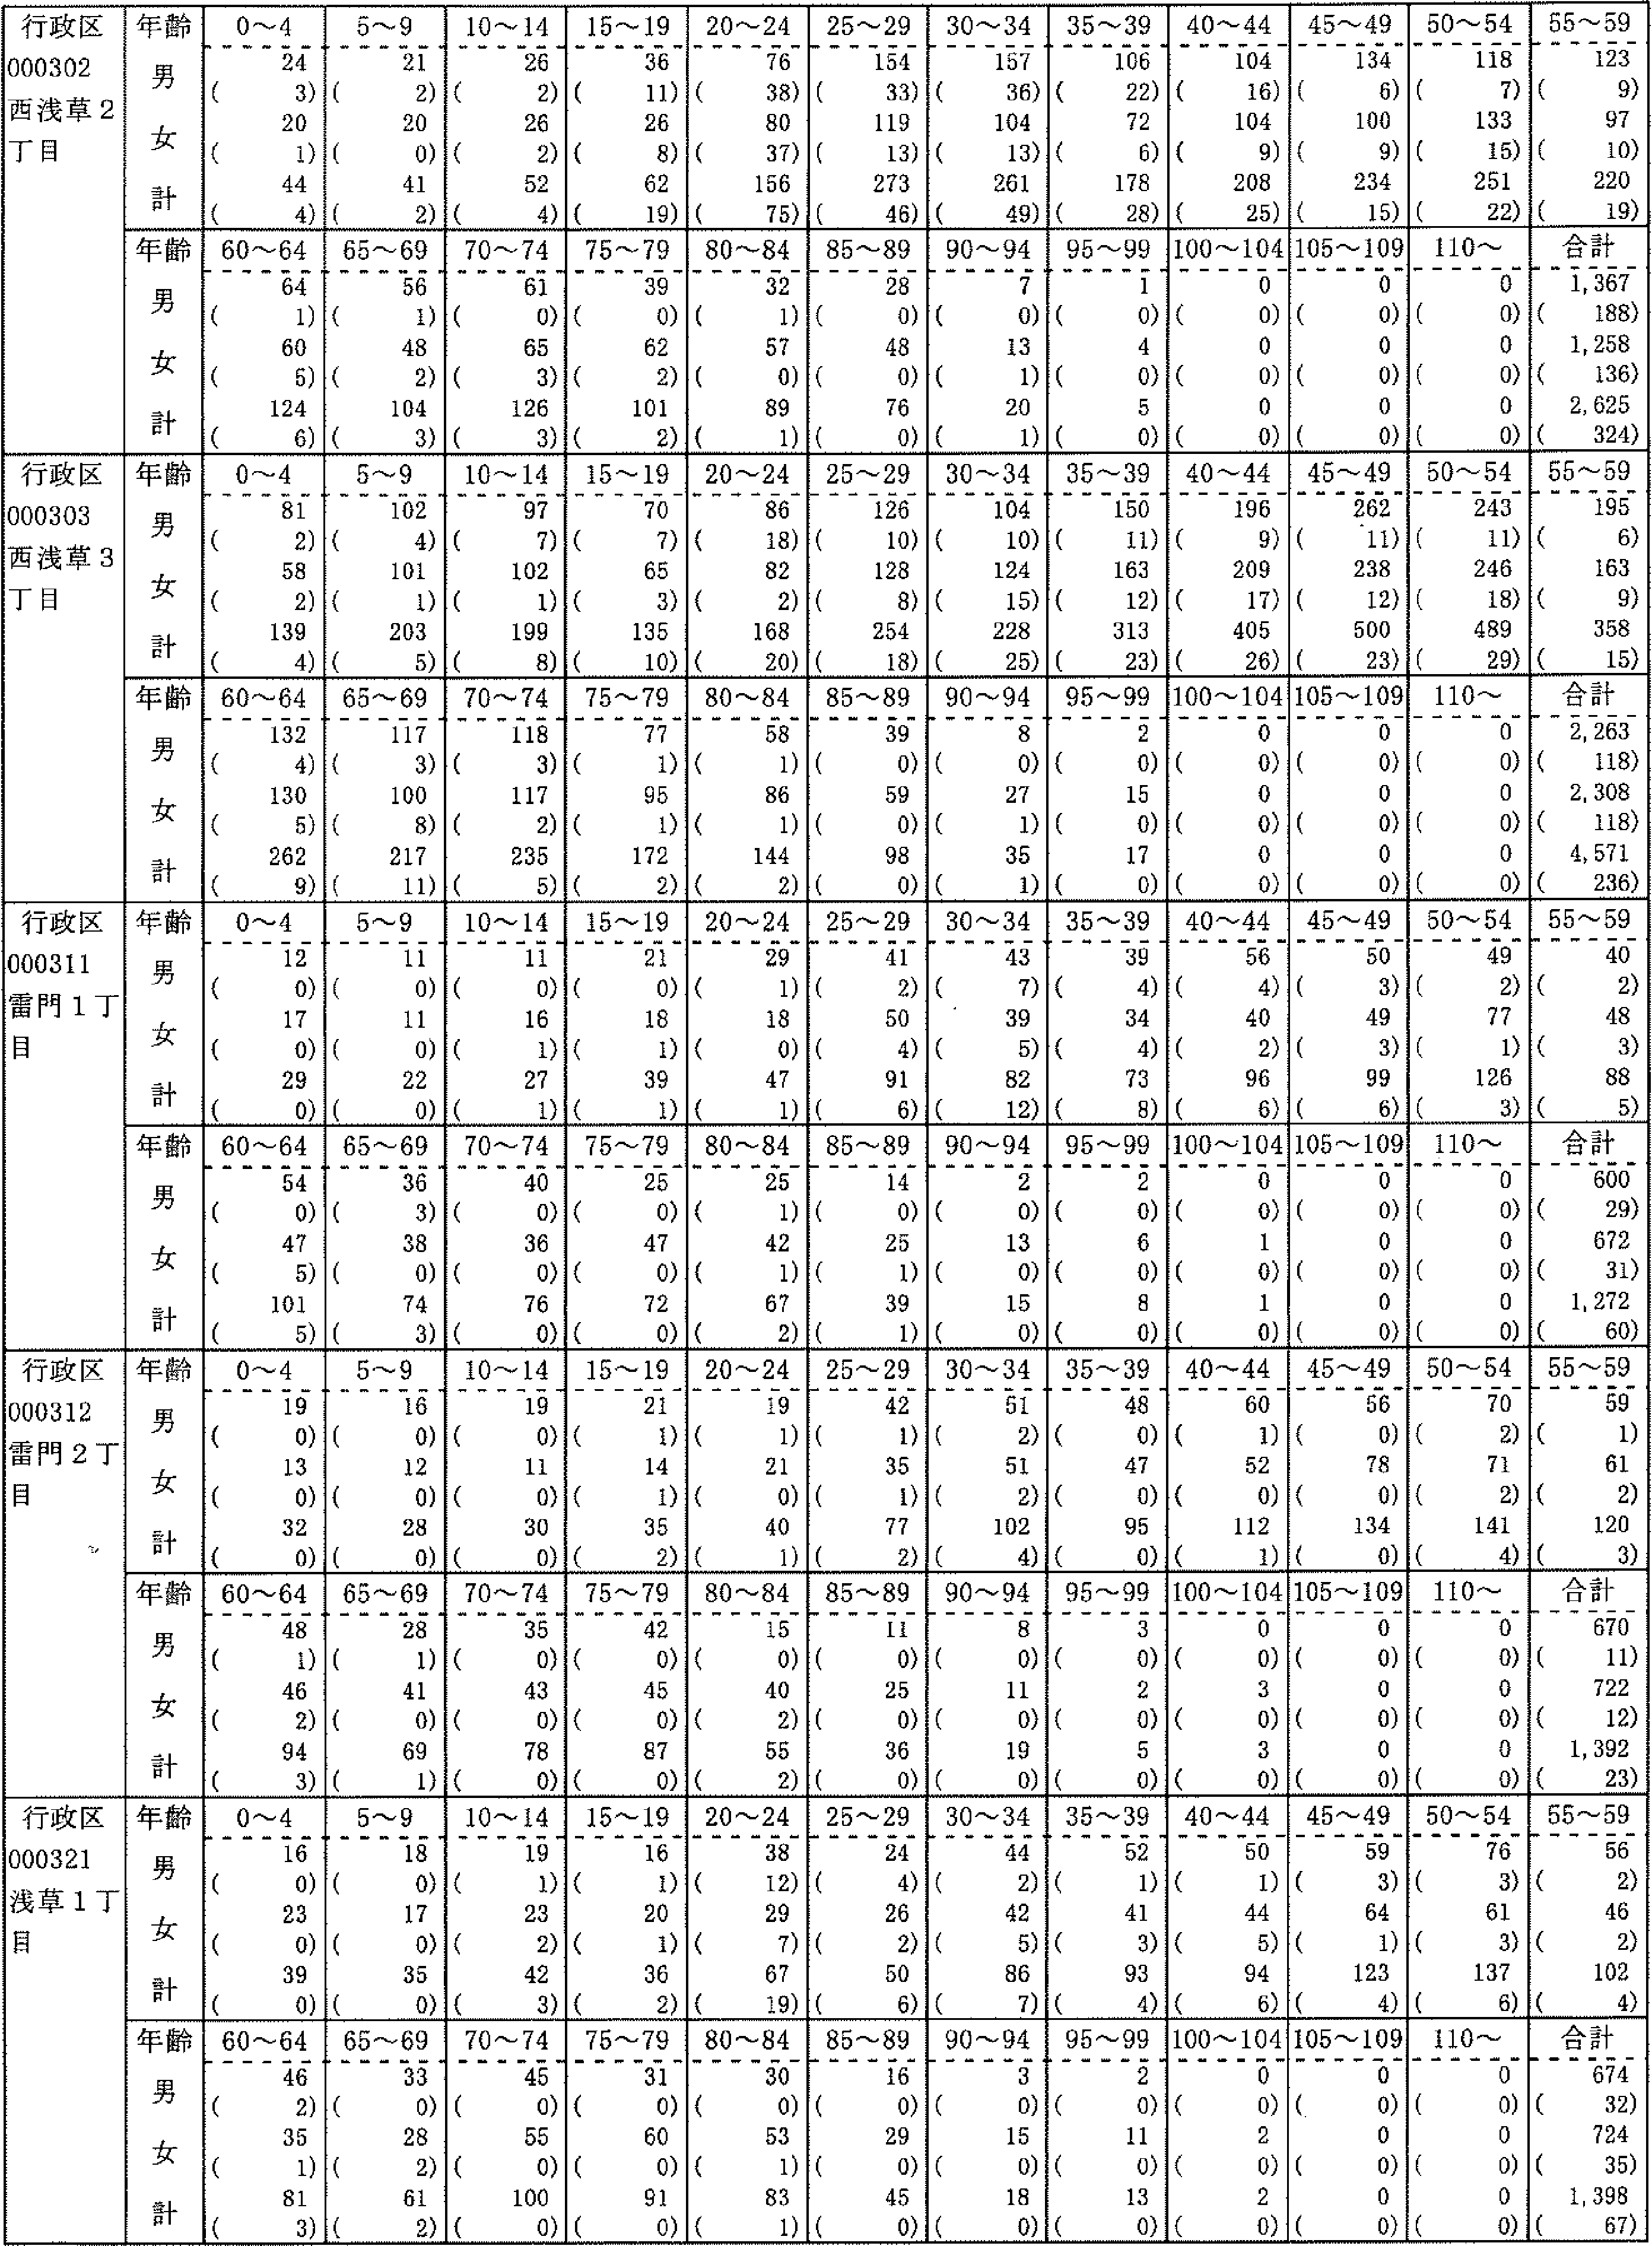 行政区 年齢 0～4 5～9 10～14 15～19 20～24 25～29 30～34 35～39 40～44 45～49 50～54 55～59
000302 男 24 21 26 36 76 154 157 106 104 134 118 123
( 3) ( 2) ( 2) ( 11) ( 38) ( 33) ( 36) ( 22) ( 16) ( 6) ( 7) ( 9)
西浅草2 女 20 20 26 26 80 119 104 72 104 100 133 97
丁目 ( 1) ( 0) ( 2) ( 8) ( 37) ( 13) ( 13) ( 6) ( 9) ( 9) ( 15) ( 10)
計 44 41 52 62 156 273 261 178 208 234 251 220
( 4) ( 2) ( 4) ( 19) ( 75) ( 46) ( 49) ( 28) ( 25) ( 15) ( 22) ( 19)
年齢 60～64 65～69 70～74 75～79 80～84 85～89 90～94 95～99 100～104 105～109 110～ 合計
男 64 56 61 39 32 28 7 1 0 0 0 1,367
( 1) ( 1) ( 0) ( 0) ( 1) ( 0) ( 0) ( 0) ( 0) ( 0) ( 0) ( 188)
女 60 48 65 62 57 48 13 4 0 0 0 1,258
( 5) ( 2) ( 3) ( 2) ( 0) ( 0) ( 1) ( 0) ( 0) ( 0) ( 0) ( 136)
計 124 104 126 101 89 76 20 5 0 0 0 2,625
( 6) ( 3) ( 3) ( 2) ( 1) ( 0) ( 1) ( 0) ( 0) ( 0) ( 0) ( 324)
行政区 年齢 0～4 5～9 10～14 15～19 20～24 25～29 30～34 35～39 40～44 45～49 50～54 55～59
000303 男 81 102 97 70 86 126 104 150 196 262 243 195
( 2) ( 4) ( 7) ( 7) ( 18) ( 10) ( 10) ( 11) ( 9) ( 11) ( 11) ( 6)
西浅草3 女 58 101 102 65 82 128 124 163 209 238 246 163
丁目 ( 2) ( 1) ( 1) ( 3) ( 2) ( 8) ( 15) ( 12) ( 17) ( 12) ( 18) ( 9)
計 139 203 199 135 168 254 228 313 405 500 489 358
( 4) ( 5) ( 8) ( 10) ( 20) ( 18) ( 25) ( 23) ( 26) ( 23) ( 29) ( 15)
年齢 60～64 65～69 70～74 75～79 80～84 85～89 90～94 95～99 100～104 105～109 110～ 合計
男 132 117 118 77 58 39 8 2 0 0 0 2,263
( 4) ( 3) ( 3) ( 1) ( 1) ( 0) ( 0) ( 0) ( 0) ( 0) ( 0) ( 118)
女 130 100 117 95 86 59 27 15 0 0 0 2,308
( 5) ( 8) ( 2) ( 1) ( 1) ( 0) ( 1) ( 0) ( 0) ( 0) ( 0) ( 118)
計 262 217 235 172 144 98 35 17 0 0 0 4,571
( 9) ( 11) ( 5) ( 2) ( 2) ( 0) ( 1) ( 0) ( 0) ( 0) ( 0) ( 236)
行政区 年齢 0～4 5～9 10～14 15～19 20～24 25～29 30～34 35～39 40～44 45～49 50～54 55～59
000311 男 12 11 11 21 29 41 43 39 56 50 49 40
( 0) ( 0) ( 0) ( 0) ( 1) ( 2) ( 7) ( 4) ( 4) ( 3) ( 2) ( 2)
雷門1丁 女 17 11 16 18 18 50 39 34 40 49 77 48
目 ( 0) ( 0) ( 1) ( 1) ( 0) ( 4) ( 5) ( 4) ( 2) ( 3) ( 1) ( 3)
計 29 22 27 39 47 91 82 73 96 99 126 88
( 0) ( 0) ( 1) ( 1) ( 1) ( 6) ( 12) ( 8) ( 6) ( 6) ( 3) ( 5)
年齢 60～64 65～69 70～74 75～79 80～84 85～89 90～94 95～99 100～104 105～109 110～ 合計
男 54 36 40 25 25 14 2 2 0 0 0 600
( 0) ( 3) ( 0) ( 0) ( 1) ( 0) ( 0) ( 0) ( 0) ( 0) ( 0) ( 29)
女 47 38 36 47 42 25 13 6 1 0 0 672
( 5) ( 0) ( 0) ( 0) ( 1) ( 1) ( 0) ( 0) ( 0) ( 0) ( 0) ( 31)
計 101 74 76 72 67 39 15 8 1 0 0 1,272
( 5) ( 3) ( 0) ( 0) ( 2) ( 1) ( 0) ( 0) ( 0) ( 0) ( 0) ( 60)
行政区 年齢 0～4 5～9 10～14 15～19 20～24 25～29 30～34 35～39 40～44 45～49 50～54 55～59
000312 男 19 16 19 21 19 42 51 48 60 56 70 59
( 0) ( 0) ( 0) ( 1) ( 1) ( 1) ( 2) ( 0) ( 1) ( 0) ( 2) ( 1)
雷門2丁 女 13 12 11 14 21 35 51 47 52 78 71 61
目 ( 0) ( 0) ( 0) ( 1) ( 0) ( 1) ( 2) ( 0) ( 0) ( 0) ( 2) ( 2)
計 32 28 30 35 40 77 102 95 112 134 141 120
( 0) ( 0) ( 0) ( 2) ( 1) ( 2) ( 4) ( 0) ( 1) ( 0) ( 4) ( 3)
年齢 60～64 65～69 70～74 75～79 80～84 85～89 90～94 95～99 100～104 105～109 110～ 合計
男 48 28 35 42 15 11 8 3 0 0 0 670
( 1) ( 1) ( 0) ( 0) ( 0) ( 0) ( 0) ( 0) ( 0) ( 0) ( 0) ( 11)
女 46 41 43 45 40 25 11 2 3 0 0 722
( 2) ( 0) ( 0) ( 0) ( 2) ( 0) ( 0) ( 0) ( 0) ( 0) ( 0) ( 12)
計 94 69 78 87 55 36 19 5 3 0 0 1,392
( 3) ( 1) ( 0) ( 0) ( 2) ( 0) ( 0) ( 0) ( 0) ( 0) ( 0) ( 23)
行政区 年齢 0～4 5～9 10～14 15～19 20～24 25～29 30～34 35～39 40～44 45～49 50～54 55～59
000321 男 16 18 19 16 38 24 44 52 50 59 76 56
( 0) ( 0) ( 1) ( 1) ( 12) ( 4) ( 2) ( 1) ( 1) ( 3) ( 3) ( 2)
浅草1丁 女 23 17 23 20 29 26 42 41 44 64 61 46
目 ( 0) ( 0) ( 2) ( 1) ( 7) ( 2) ( 5) ( 3) ( 5) ( 1) ( 3) ( 2)
計 39 35 42 36 67 50 86 93 94 123 137 102
( 0) ( 0) ( 3) ( 2) ( 19) ( 6) ( 7) ( 4) ( 6) ( 4) ( 6) ( 4)
年齢 60～64 65～69 70～74 75～79 80～84 85～89 90～94 95～99 100～104 105～109 110～ 合計
男 46 33 45 31 30 16 3 2 0 0 0 674
( 2) ( 0) ( 0) ( 0) ( 0) ( 0) ( 0) ( 0) ( 0) ( 0) ( 0) ( 32)
女 35 28 55 60 53 29 15 11 2 0 0 724
( 1) ( 2) ( 0) ( 0) ( 1) ( 0) ( 0) ( 0) ( 0) ( 0) ( 0) ( 35)
計 81 61 100 91 83 45 18 13 2 0 0 1,398
( 3) ( 2) ( 0) ( 0) ( 1) ( 0) ( 0) ( 0) ( 0) ( 0) ( 0) ( 67)